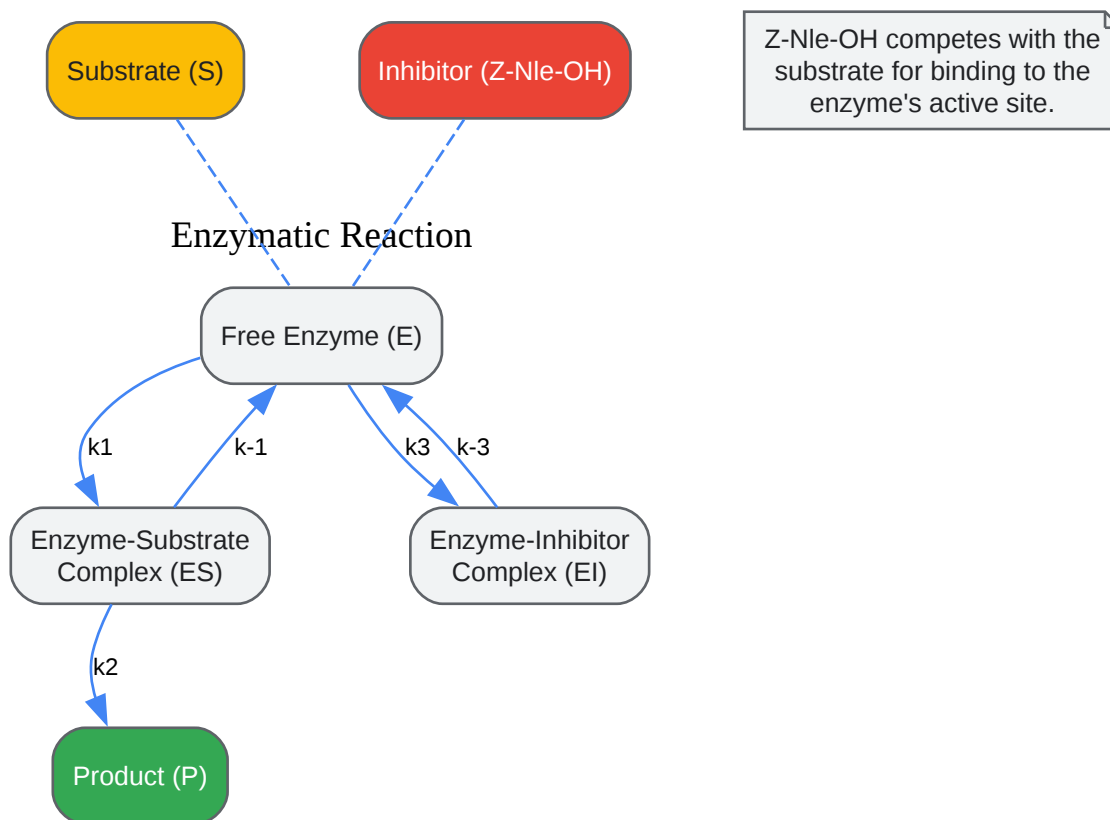 Substrate (S)
Inhibitor (Z-Nle-OH)
Z-Nle-OH competes with the
substrate for binding to the
enzyme's active site.
Enzymatic Reaction
Free Enzyme (E)
k1
k-1
k3
k-3
Enzyme-Substrate
Complex (ES)
Enzyme-Inhibitor
Complex (EI)
k2
Product (P)